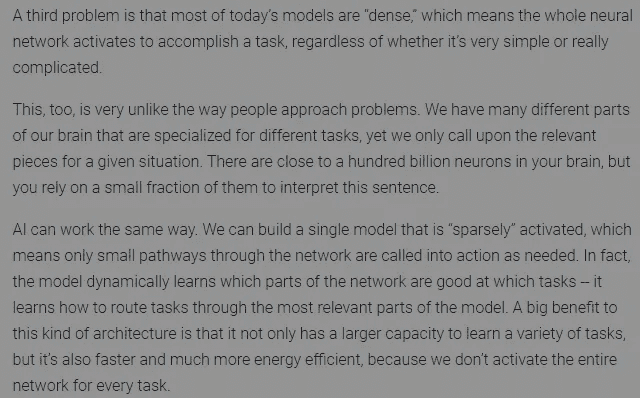 A third problem is that most of today's models are “dense,” which means the whole neural
network activates to accomplish a task, regardless of whether it's very simple or really
complicated.
This, too, is very unlike the way people approach problems. We have many different parts
of our brain that are specialized for different tasks, yet we only call upon the relevant
pieces for a given situation. There are close to a hundred billion neurons in your brain, but
you rely on a small fraction of them to interpret this sentence.
AI can work the same way. We can build a single model that is “sparsely” activated, which
means only small pathways through the network are called into action as needed. In fact,
the model dynamically learns which parts of the network are good at which tasks -- it
learns how to route tasks through the most relevant parts of the model. A big benefit to
this kind of architecture is that it not only has a larger capacity to learn a variety of tasks,
but it's also faster and much more energy efficient, because we don't activate the entire
network for every task.